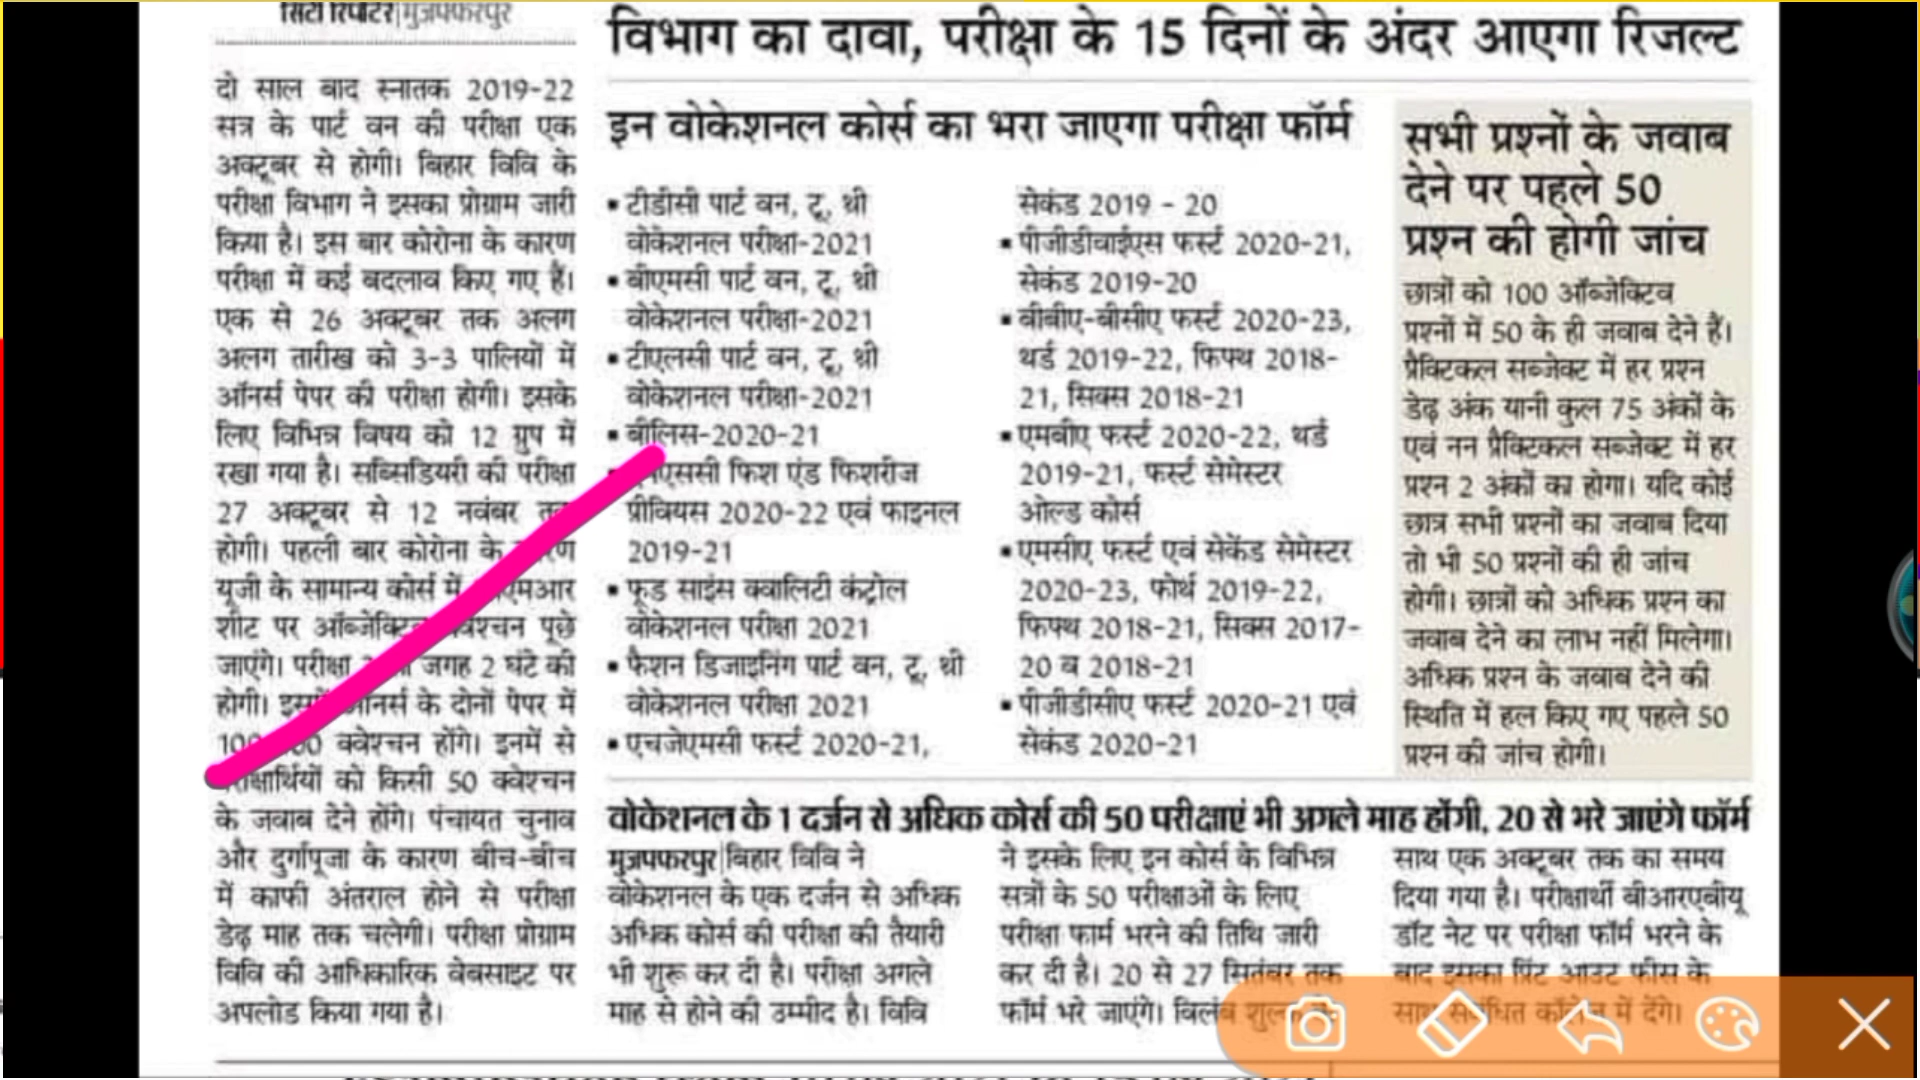 सिटी रिपोर्टर|मुजफ्फरपुर
दो साल बाद स्नातक 2019-22
सत्र के पार्ट वन की परीक्षा एक
अक्टूबर से होगी। बिहार विवि के
परीक्षा विभाग ने इसका प्रोग्राम जारी
किया है। इस बार कोरोना के कारण
परीक्षा में कई बदलाव किए गए हैं।
एक से 26 अक्टूबर तक अलग
अलग तारीख को 3-3 पालियों में
ऑनर्स पेपर की परीक्षा होगी। इसके
लिए विभिन्न विषय को 12 ग्रुप में
रखा गया है। सब्सिडियरी की परीक्षा
27 अक्टूबर से 12 नवंबर
होगी। पहली बार कोरोना के
यूजी के सामान्य कोर्स में
शीट पर क्वेश्चन पूछे
जाएंगे। परीक्षा जगह 2 घंटे की
होगी। के दोनों पेपर में
क्वेश्चन होंगे। इनमें से
को किसी 50 क्वेश्चन
के जवाब देने होंगे। पंचायत चुनाव
और दुर्गापूजा के कारण बीच-बीच
में काफी अंतराल होने से परीक्षा
डेढ़ माह तक चलेगी। परीक्षा प्रोग्राम
विवि की आधिकारिक वेबसाइट पर
अपलोड किया गया है।
विभाग का दावा, परीक्षा के 15 दिनों के अंदर आएगा रिजल्ट
इन वोकेशनल कोर्स का भरा जाएगा परीक्षा फॉर्म
▪ टीडीसी पार्ट वन, टू, थ्री
वोकेशनल परीक्षा-2021
▪ बीएमसी पार्ट वन, टू, थ्री
वोकेशनल परीक्षा-2021
▪ टीएलसी पार्ट वन, टू, थ्री
वोकेशनल परीक्षा-2021
▪ बीलिस-2020-21
फिश एंड फिशरीज
प्रीवियस 2020-22 एवं फाइनल
2019-21
▪ फूड साइंस क्वालिटी कंट्रोल
वोकेशनल परीक्षा 2021
▪ फैशन डिजाइनिंग पार्ट वन, टू, थ्री
वोकेशनल परीक्षा 2021
▪ एचजेएमसी फर्स्ट 2020-21,
सेकंड 2019 - 20
▪ पीजीडीवाईएस फर्स्ट 2020-21,
सेकंड 2019-20
▪ बीबीए-बीसीए फर्स्ट 2020-23,
थर्ड 2019-22, फिफ्थ 2018-
21, सिक्स 2018-21
▪ एमबीए फर्स्ट 2020-22, थर्ड
2019-21, फर्स्ट सेमेस्टर
ओल्ड कोर्स
▪ एमसीए फर्स्ट एवं सेकेंड सेमेस्टर
2020-23, फोर्थ 2019-22,
फिफ्थ 2018-21, सिक्स 2017-
20 व 2018-21
▪ पीजीडीसीए फर्स्ट 2020-21 एवं
सेकंड 2020-21
सभी प्रश्नों के जवाब
देने पर पहले 50
प्रश्न की होगी जांच
छात्रों को 100 ऑब्जेक्टिव
प्रश्नों में 50 के ही जवाब देने हैं।
प्रैक्टिकल सब्जेक्ट में हर प्रश्न
डेढ़ अंक यानी कुल 75 अंकों के
एवं नन प्रैक्टिकल सब्जेक्ट में हर
प्रश्न 2 अंकों का होगा। यदि कोई
छात्र सभी प्रश्नों का जवाब दिया
तो भी 50 प्रश्नों की ही जांच
होगी। छात्रों को अधिक प्रश्न का
जवाब देने का लाभ नहीं मिलेगा।
अधिक प्रश्न के जवाब देने की
स्थिति में हल किए गए पहले 50
प्रश्न की जांच होगी।
वोकेशनल के 1 दर्जन से अधिक कोर्स की 50 परीक्षाएं भी अगले माह होंगी, 20 से भरे जाएंगे फॉर्म
मुजफ्फरपुर|बिहार विवि ने
वोकेशनल के एक दर्जन से अधिक
अधिक कोर्स की परीक्षा की तैयारी
भी शुरू कर दी है। परीक्षा अगले
माह से होने की उम्मीद है। विवि
ने इसके लिए इन कोर्स के विभिन्न
सत्रों के 50 परीक्षाओं के लिए
परीक्षा फार्म भरने की तिथि जारी
कर दी है। 20 से 27 सितंबर तक
फॉर्म भरे जाएंगे। विलंब
साथ एक अक्टूबर तक का समय
दिया गया है। परीक्षार्थी बीआरएबीयू
डॉट नेट पर परीक्षा फॉर्म भरने के
बाद इसका प्रिंट आउट फीस के
में देंगे।